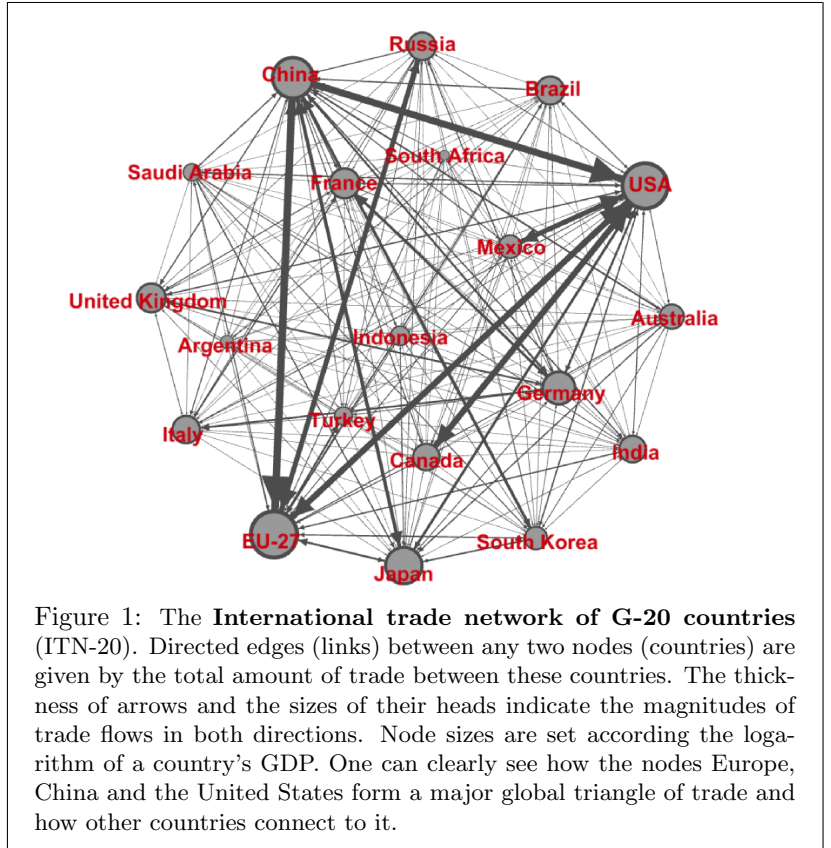 Russia
China
Brazil
South Africa
Saudi Arabia
France
USA
Mexico
United Kingdom
Australia
Indonesia
Argentina
Germany
Turkey
Italy
Canada
India
EU-27
South Korea
Japan
Figure 1: The International trade network of G-20 countries
(ITN-20). Directed edges (links) between any two nodes (countries) are
given by the total amount of trade between these countries. The thick-
ness of arrows and the sizes of their heads indicate the magnitudes of
trade flows in both directions. Node sizes are set according the loga-
rithm of a country's GDP. One can clearly see how the nodes Europe,
China and the United States form a major global triangle of trade and
how other countries connect to it.